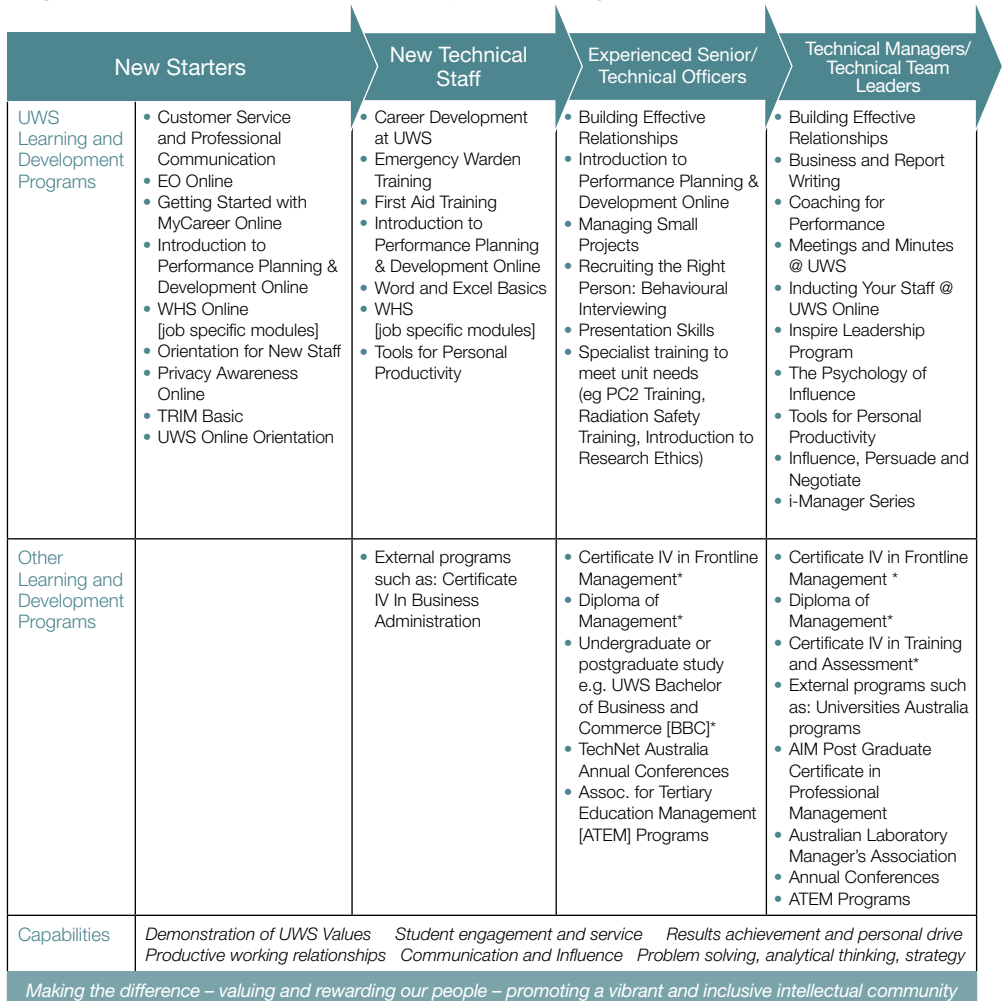 New Starters
New Technical
Staff
Experienced Senior/
Technical Officers
Technical Managers/
Technical Team
Leaders
UWS
Learning and
Development
Programs
• Customer Service
and Professional
Communication
• EO Online
• Getting Started with
MyCareer Online
• Introduction to
Performance Planning &
Development Online
• WHS Online
[job specific modules]
• Orientation for New Staff
• Privacy Awareness
Online
• TRIM Basic
• UWS Online Orientation
• Career Development
at UWS
• Emergency Warden
Training
• First Aid Training
• Introduction to
Performance Planning
& Development Online
• Word and Excel Basics
• WHS
[job specific modules]
• Tools for Personal
Productivity
• Building Effective
Relationships
• Introduction to
Performance Planning &
Development Online
• Managing Small
Projects
• Recruiting the Right
Person: Behavioural
Interviewing
• Presentation Skills
• Specialist training to
meet unit needs
(eg PC2 Training,
Radiation Safety
Training, Introduction to
Research Ethics)
• Building Effective
Relationships
• Business and Report
Writing
• Coaching for
Performance
• Meetings and Minutes
@ UWS
• Inducting Your Staff @
UWS Online
• Inspire Leadership
Program
• The Psychology of
Influence
• Tools for Personal
Productivity
• Influence, Persuade and
Negotiate
• i-Manager Series
Other
Learning and
Development
Programs
• External programs
such as: Certificate
IV In Business
Administration
• Certificate IV in Frontline
Management*
• Diploma of
Management*
• Undergraduate or
postgraduate study
e.g. UWS Bachelor
of Business and
Commerce [BBC]*
• TechNet Australia
Annual Conferences
• Assoc. for Tertiary
Education Management
[ATEM] Programs
• Certificate IV in Frontline
Management *
• Diploma of
Management*
• Certificate IV in Training
and Assessment*
• External programs such
as: Universities Australia
programs
• AIM Post Graduate
Certificate in
Professional
Management
• Australian Laboratory
Manager's Association
• Annual Conferences
• ATEM Programs
Capabilities
Demonstration of UWS Values Student engagement and service Results achievement and personal drive
Productive working relationships Communication and Influence Problem solving, analytical thinking, strategy
Making the difference – valuing and rewarding our people – promoting a vibrant and inclusive intellectual community